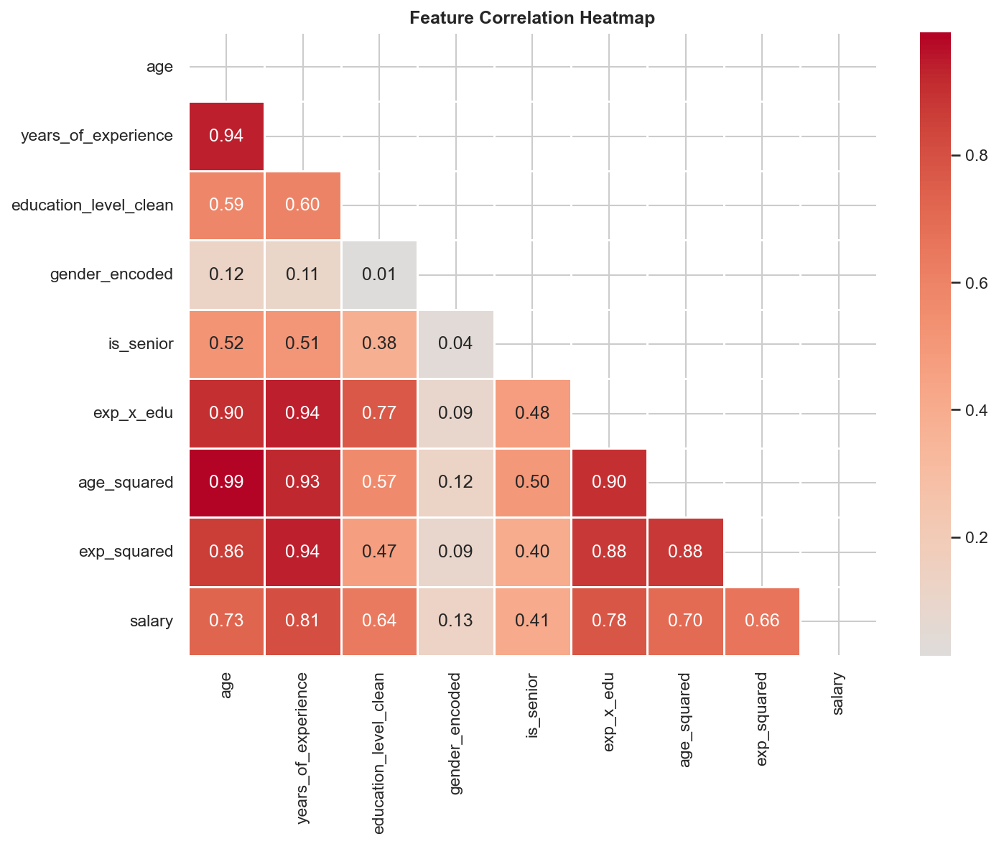 Feature Correlation Heatmap
age
years_of_experience 0.94
education_level_clean 0.59 0.60
gender_encoded 0.12 0.11 0.01
is_senior 0.52 0.51 0.38 0.04
exp_x_edu 0.90 0.94 0.77 0.09 0.48
age_squared 0.99 0.93 0.57 0.12 0.50 0.90
exp_squared 0.86 0.94 0.47 0.09 0.40 0.88 0.88
salary 0.73 0.81 0.64 0.13 0.41 0.78 0.70 0.66
age
years_of_experience
education_level_clean
gender_encoded
is_senior
exp_x_edu
age_squared
exp_squared
salary
0.8
0.6
0.4
0.2